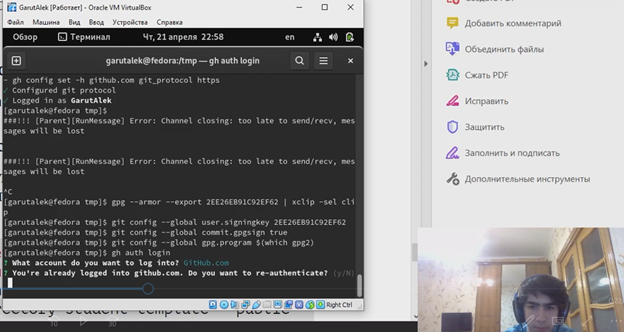 GarutAlek [Работает] - Oracle VM VirtualBox
Файл Машина Вид Ввод Устройства Справка
Обзор Терминал Чт, 21 апреля 22:58 en
garutalek@fedora:/tmp — gh auth login
- gh config set -h github.com git_protocol https
✓ Configured git protocol
✓ Logged in as GarutAlek
[garutalek@fedora tmp]$
###!!! [Parent][RunMessage] Error: Channel closing: too late to send/recv, mes
sages will be lost
###!!! [Parent][RunMessage] Error: Channel closing: too late to send/recv, mes
sages will be lost
^C
[garutalek@fedora tmp]$ gpg --armor --export 2EE26EB91C92EF62 | xclip -sel cli
p
[garutalek@fedora tmp]$ git config --global user.signingkey 2EE26EB91C92EF62
[garutalek@fedora tmp]$ git config --global commit.gpgsign true
[garutalek@fedora tmp]$ git config --global gpg.program $(which gpg2)
[garutalek@fedora tmp]$ gh auth login
? What account do you want to log into? GitHub.com
? You're already logged into github.com. Do you want to re-authenticate? (y/N)
Right Ctrl
10 30
Добавить комментарий
Объединить файлы
Сжать PDF
Исправить
Защитить
Заполнить и подписать
Дополнительные инструменты